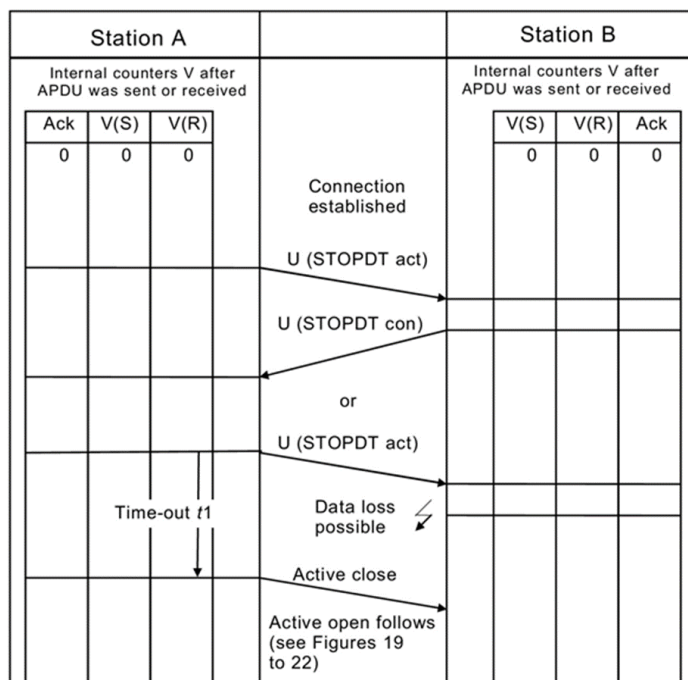 Station A
Station B
Internal counters V after
APDU was sent or received
Internal counters V after
APDU was sent or received
Ack V(S) V(R)
V(S) V(R) Ack
0 0 0
0 0 0
Connection
established
U (STOPDT act)
U (STOPDT con)
or
U (STOPDT act)
Time-out t1
Data loss
possible
Active close
Active open follows
(see Figures 19
to 22)